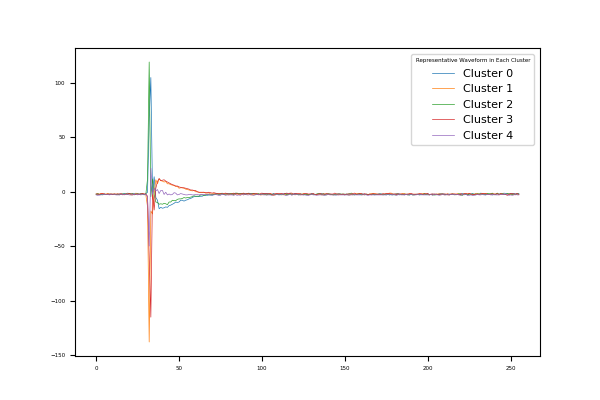 Representative Waveform in Each Cluster
Cluster 0
Cluster 1
Cluster 2
Cluster 3
Cluster 4
100
50
0
−50
−100
−150
0 50 100 150 200 250